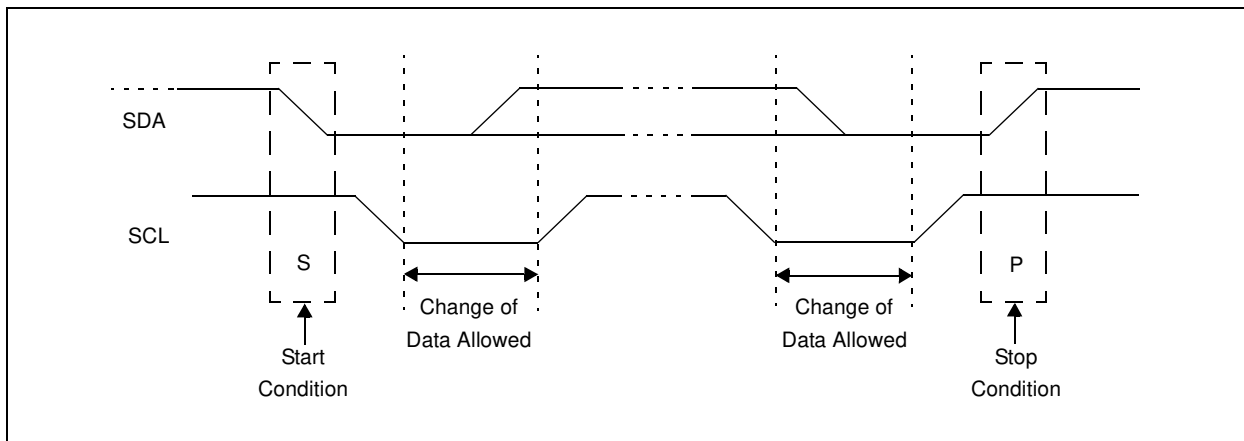 SDA
SCL
S
P
Change of
Data Allowed
Change of
Data Allowed
Start
Condition
Stop
Condition